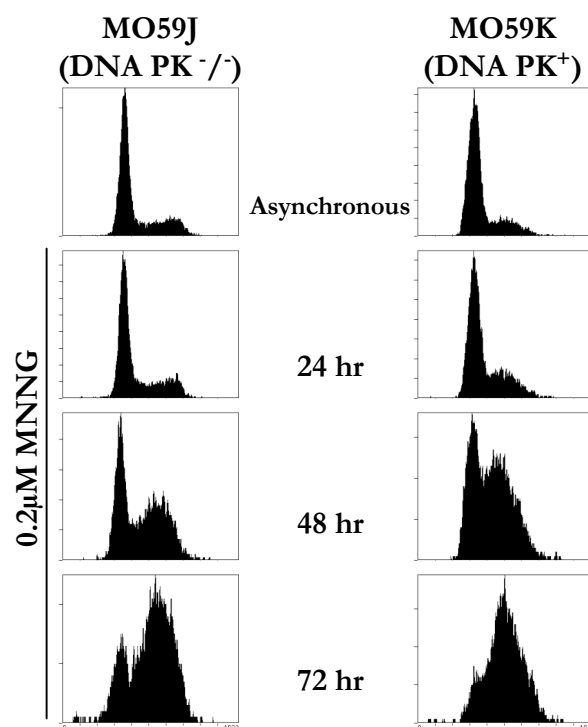 MO59J
(DNA PK -/-)
MO59K
(DNA PK+)
Asynchronous
0.2µM MNNG
24 hr
48 hr
72 hr